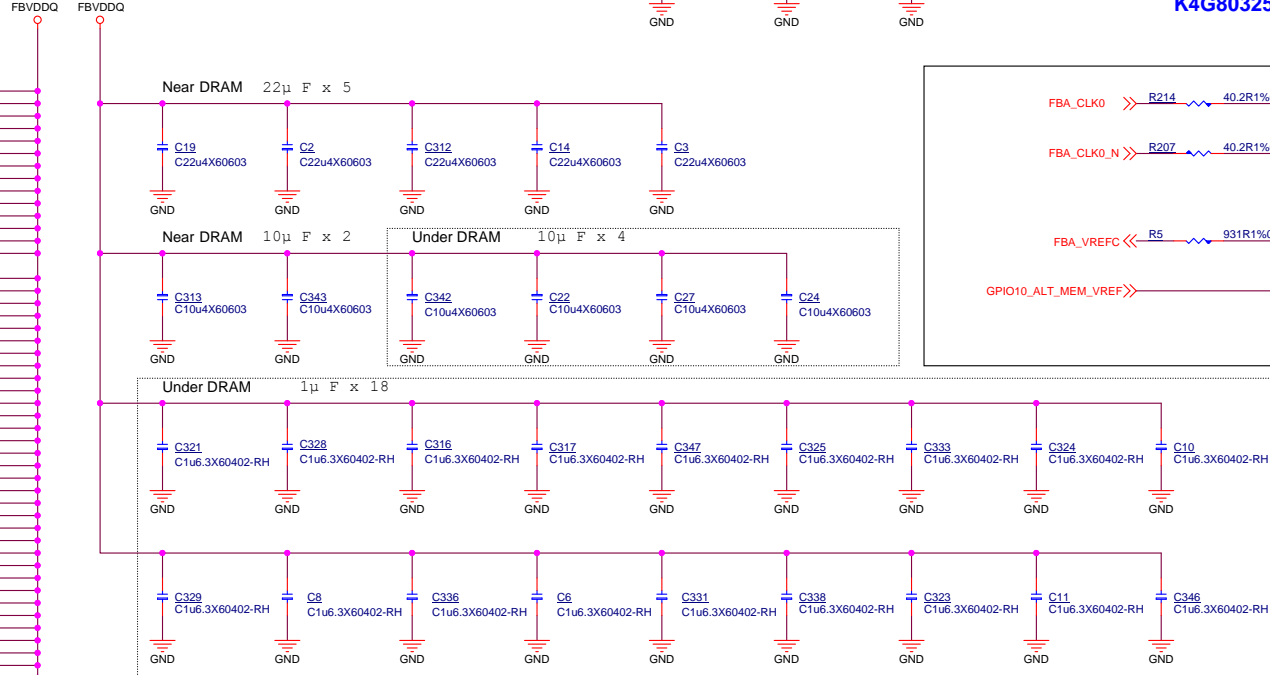 FBVDDQ FBVDDQ
GND GND GND
K4G80325
Near DRAM 22µ F x 5
C19 C2 C312 C14 C3
C22u4X60603 C22u4X60603 C22u4X60603 C22u4X60603 C22u4X60603
GND GND GND GND GND
FBA_CLK0 R214 40.2R1%
FBA_CLK0_N R207 40.2R1%
Near DRAM 10µ F x 2 Under DRAM 10µ F x 4
FBA_VREFC R5 931R1%
GPIO10_ALT_MEM_VREF
C313 C343 C342 C22 C27 C24
C10u4X60603 C10u4X60603 C10u4X60603 C10u4X60603 C10u4X60603 C10u4X60603
GND GND GND GND GND GND
Under DRAM 1µ F x 18
C321 C328 C316 C317 C347 C325 C333 C324 C10
C1u6.3X60402-RH C1u6.3X60402-RH C1u6.3X60402-RH C1u6.3X60402-RH C1u6.3X60402-RH C1u6.3X60402-RH C1u6.3X60402-RH C1u6.3X60402-RH C1u6.3X60402-RH
GND GND GND GND GND GND GND GND GND
C329 C8 C336 C6 C331 C338 C323 C11 C346
C1u6.3X60402-RH C1u6.3X60402-RH C1u6.3X60402-RH C1u6.3X60402-RH C1u6.3X60402-RH C1u6.3X60402-RH C1u6.3X60402-RH C1u6.3X60402-RH C1u6.3X60402-RH
GND GND GND GND GND GND GND GND GND